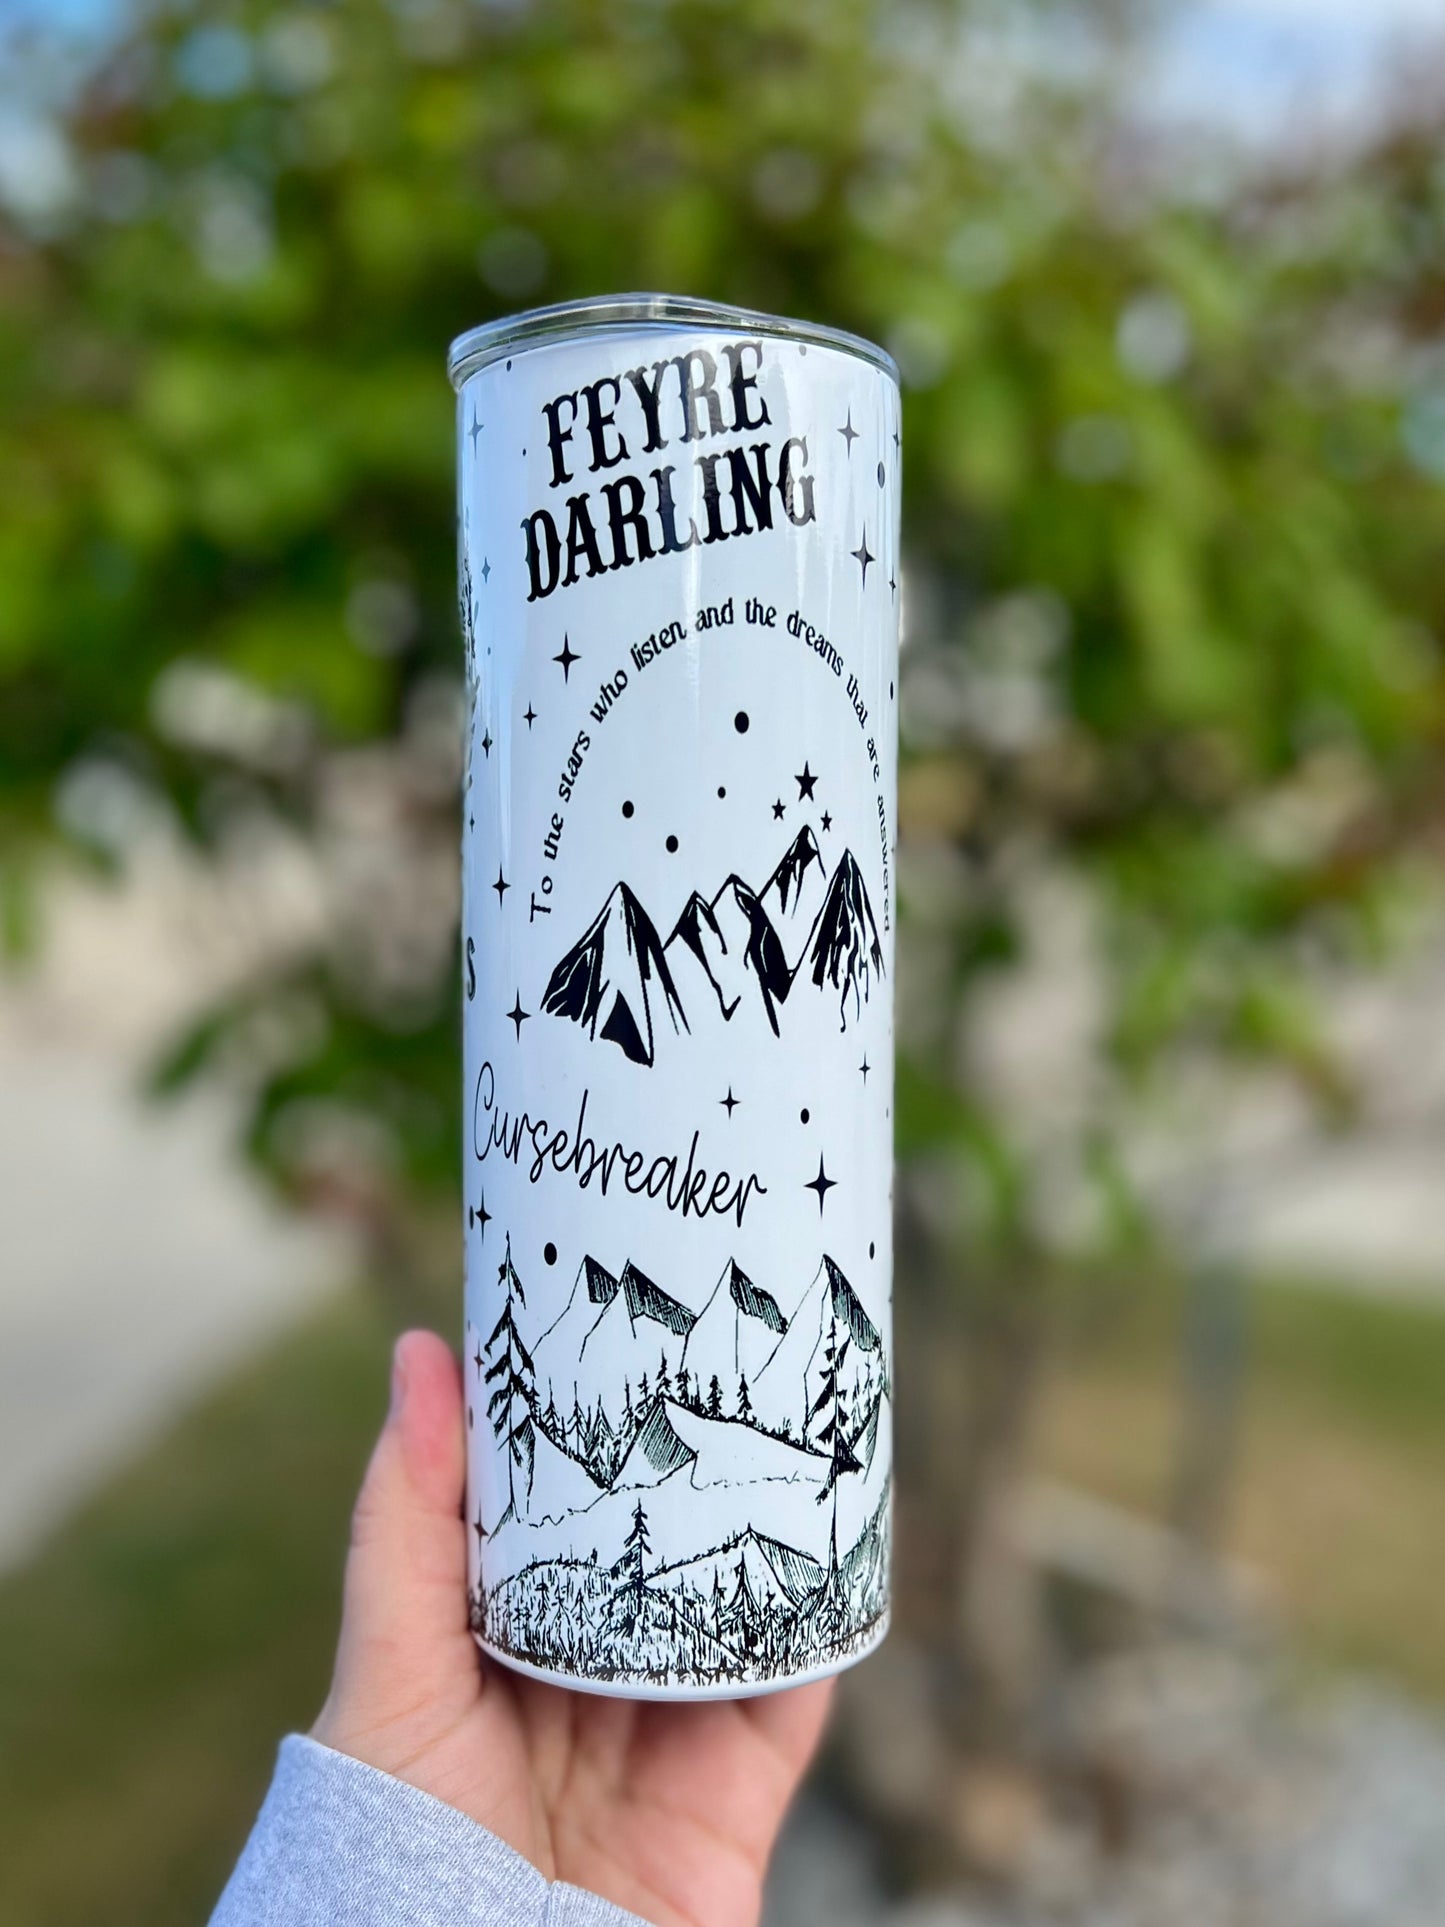 FEYRE
DARLING
To the stars who listen and the dreams that are answered
Cursebreaker